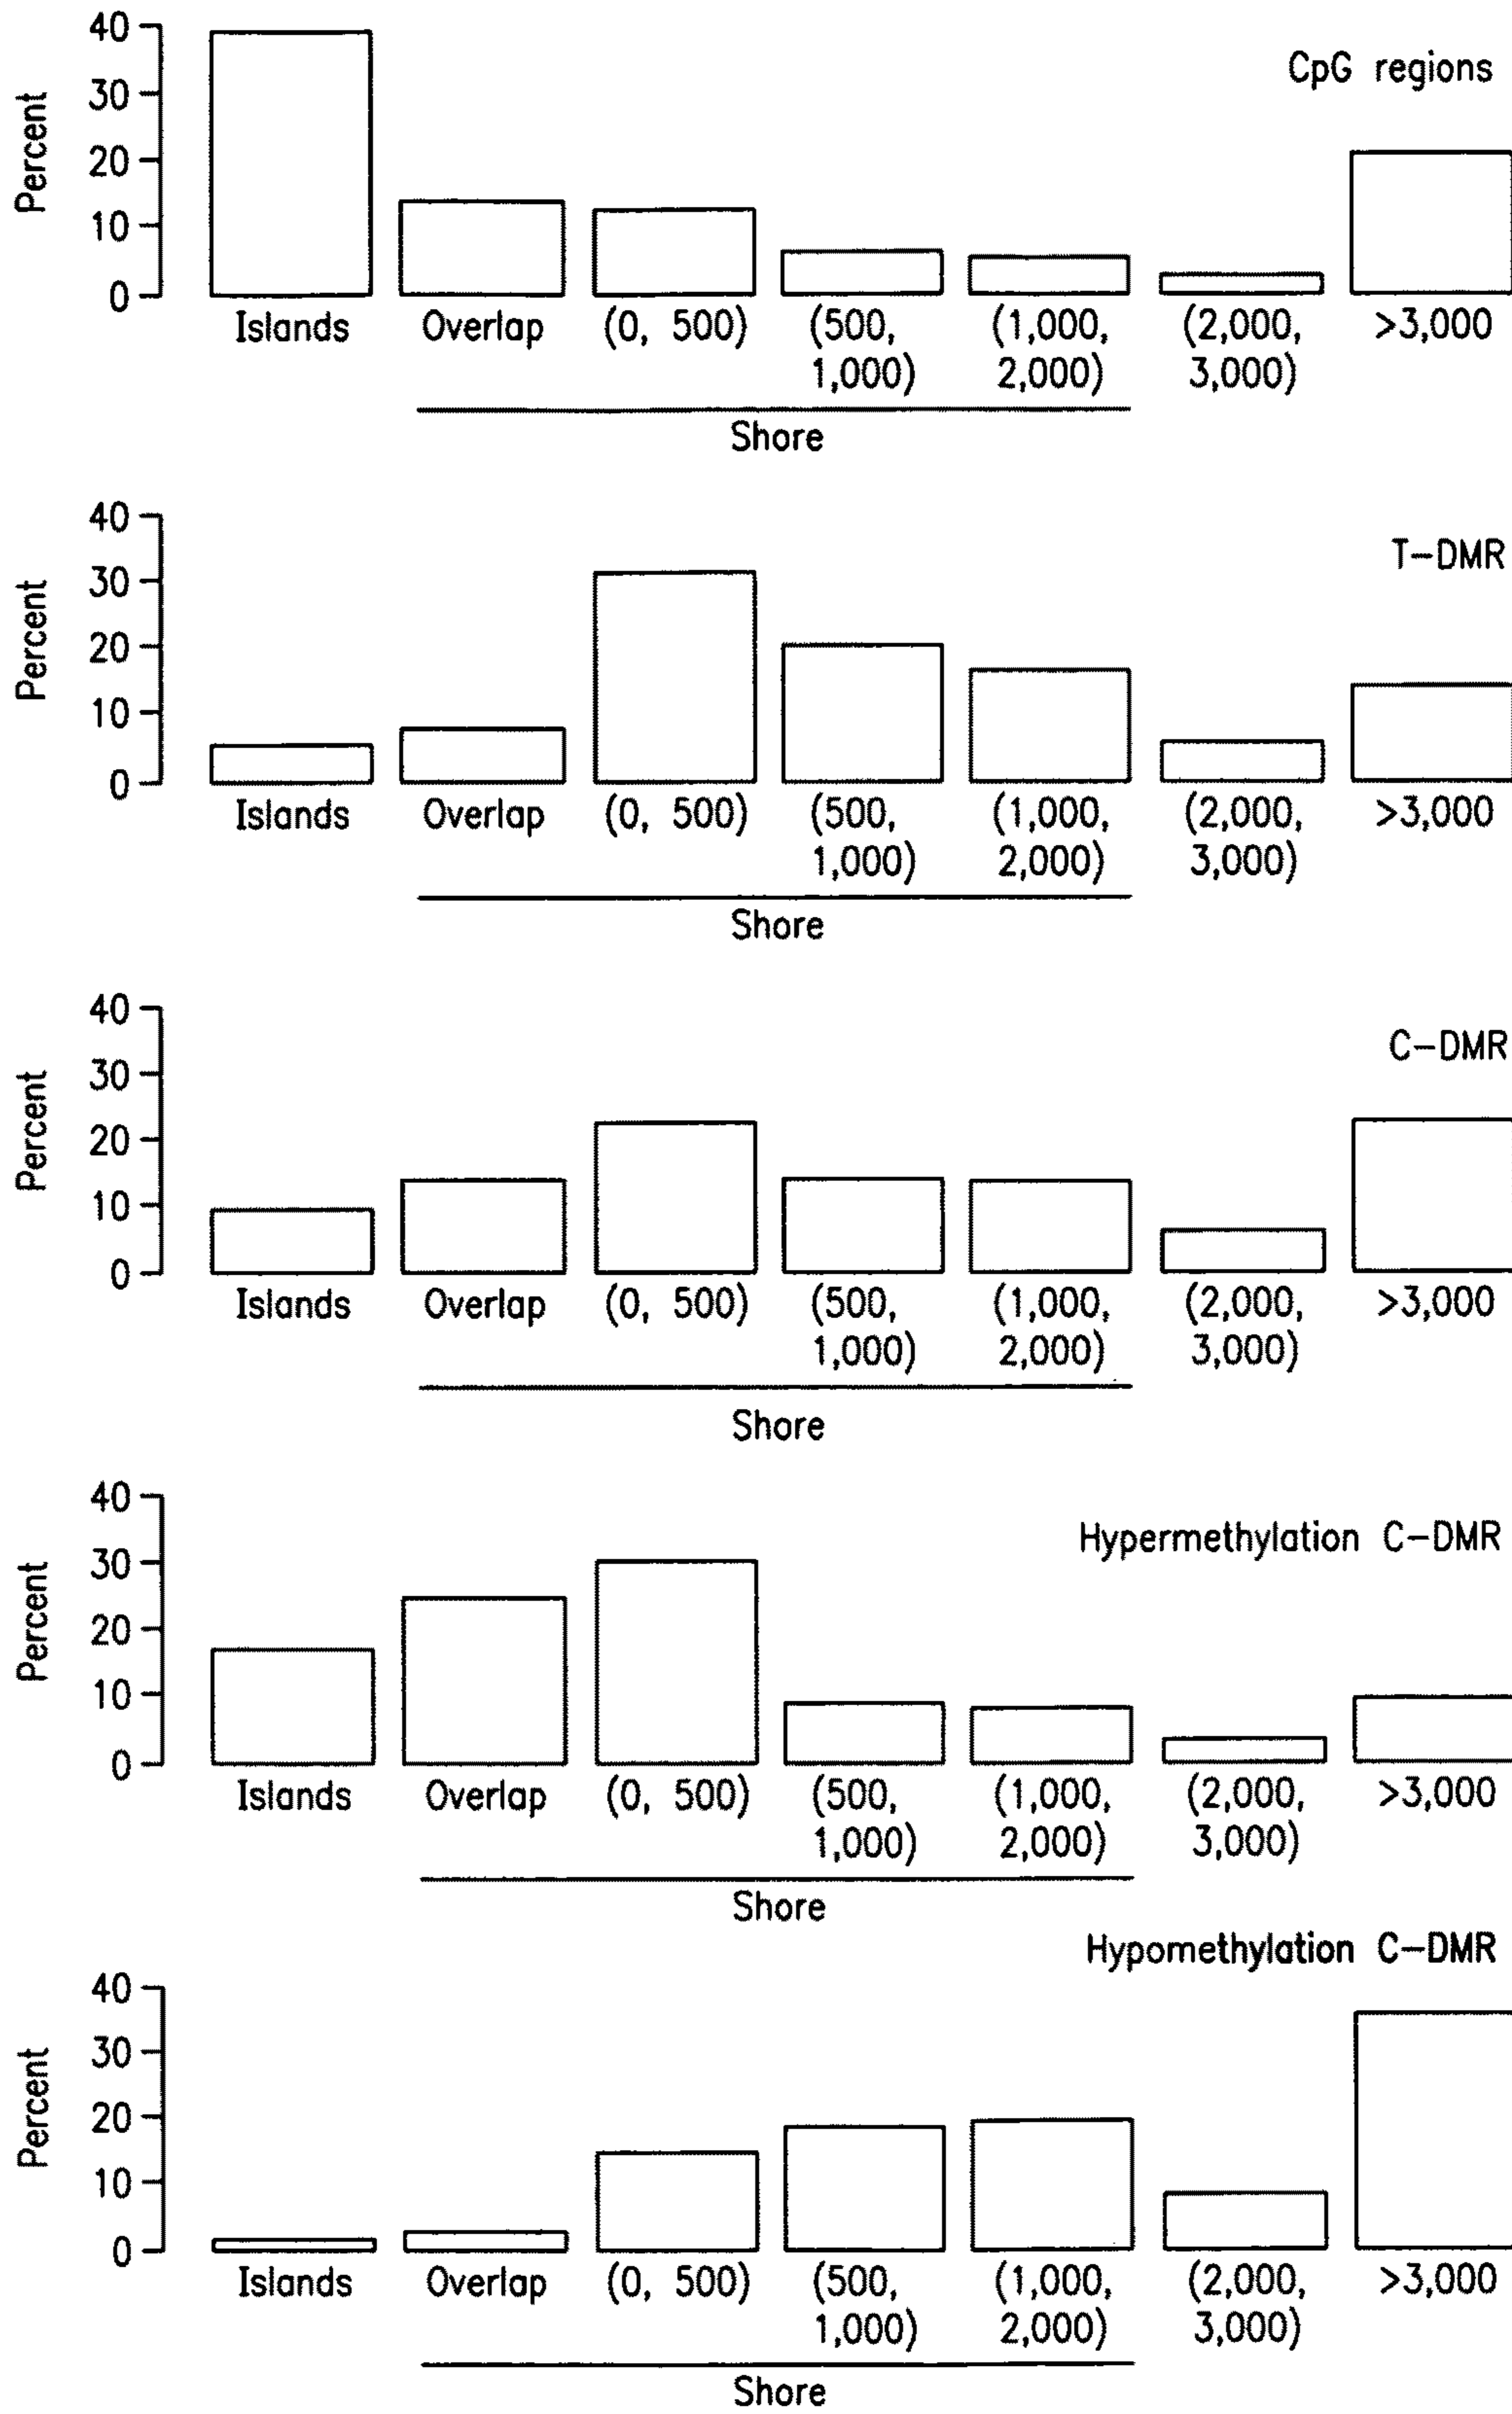 CpG regions
Percent
40
30
20
10
0
Islands Overlap (0, 500) (500, (1,000, (2,000, >3,000
1,000) 2,000) 3,000)
Shore
T-DMR
Percent
40
30
20
10
0
Islands Overlap (0, 500) (500, (1,000, (2,000, >3,000
1,000) 2,000) 3,000)
Shore
C-DMR
Percent
40
30
20
10
0
Islands Overlap (0, 500) (500, (1,000, (2,000, >3,000
1,000) 2,000) 3,000)
Shore
Hypermethylation C-DMR
Percent
40
30
20
10
0
Islands Overlap (0, 500) (500, (1,000, (2,000, >3,000
1,000) 2,000) 3,000)
Shore
Hypomethylation C-DMR
Percent
40
30
20
10
0
Islands Overlap (0, 500) (500, (1,000, (2,000, >3,000
1,000) 2,000) 3,000)
Shore